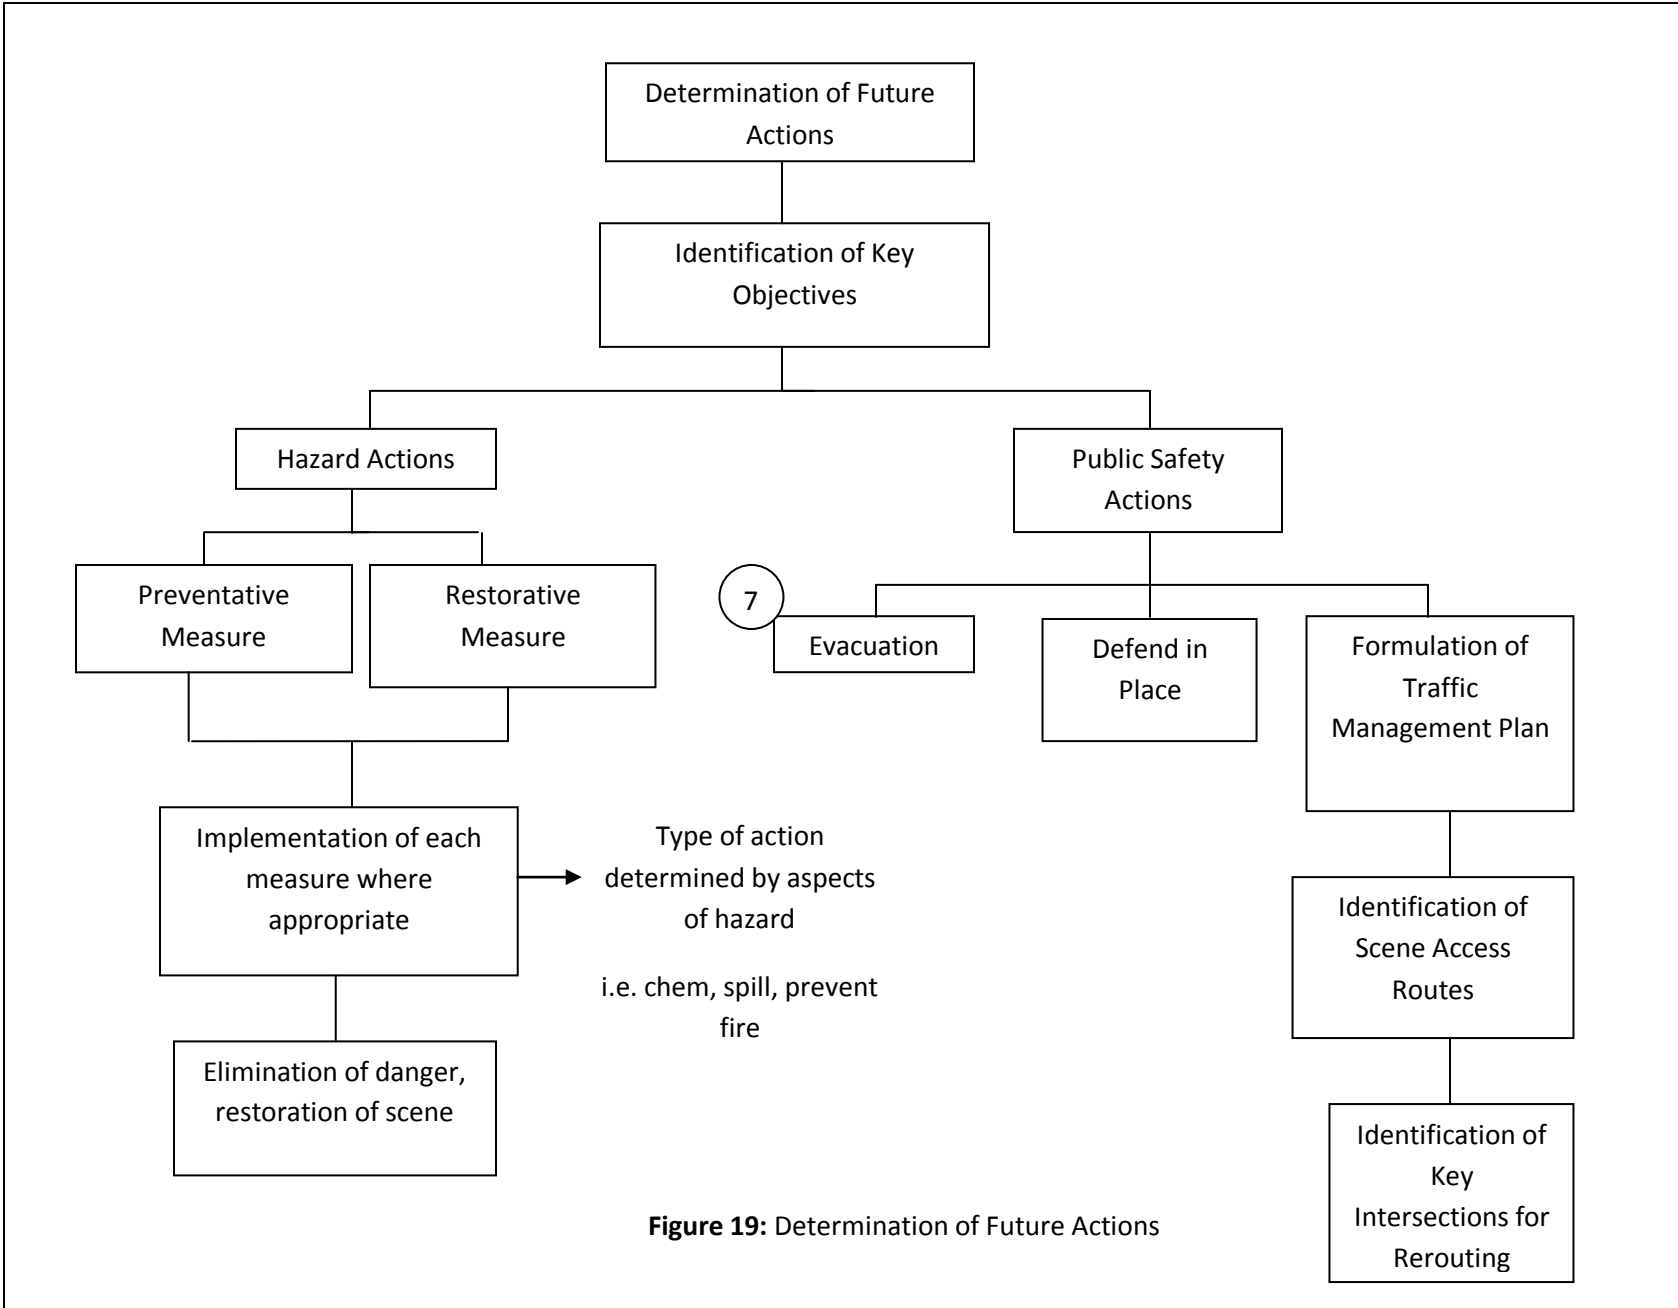 Determination of Future
Actions
Identification of Key
Objectives
Hazard Actions
Public Safety
Actions
Preventative
Measure
Restorative
Measure
7
Evacuation
Defend in
Place
Formulation of
Traffic
Management Plan
Implementation of each
measure where
appropriate
Type of action
determined by aspects
of hazard
i.e. chem, spill, prevent
fire
Identification of
Scene Access
Routes
Elimination of danger,
restoration of scene
Identification of
Key
Intersections for
Rerouting
Figure 19: Determination of Future Actions